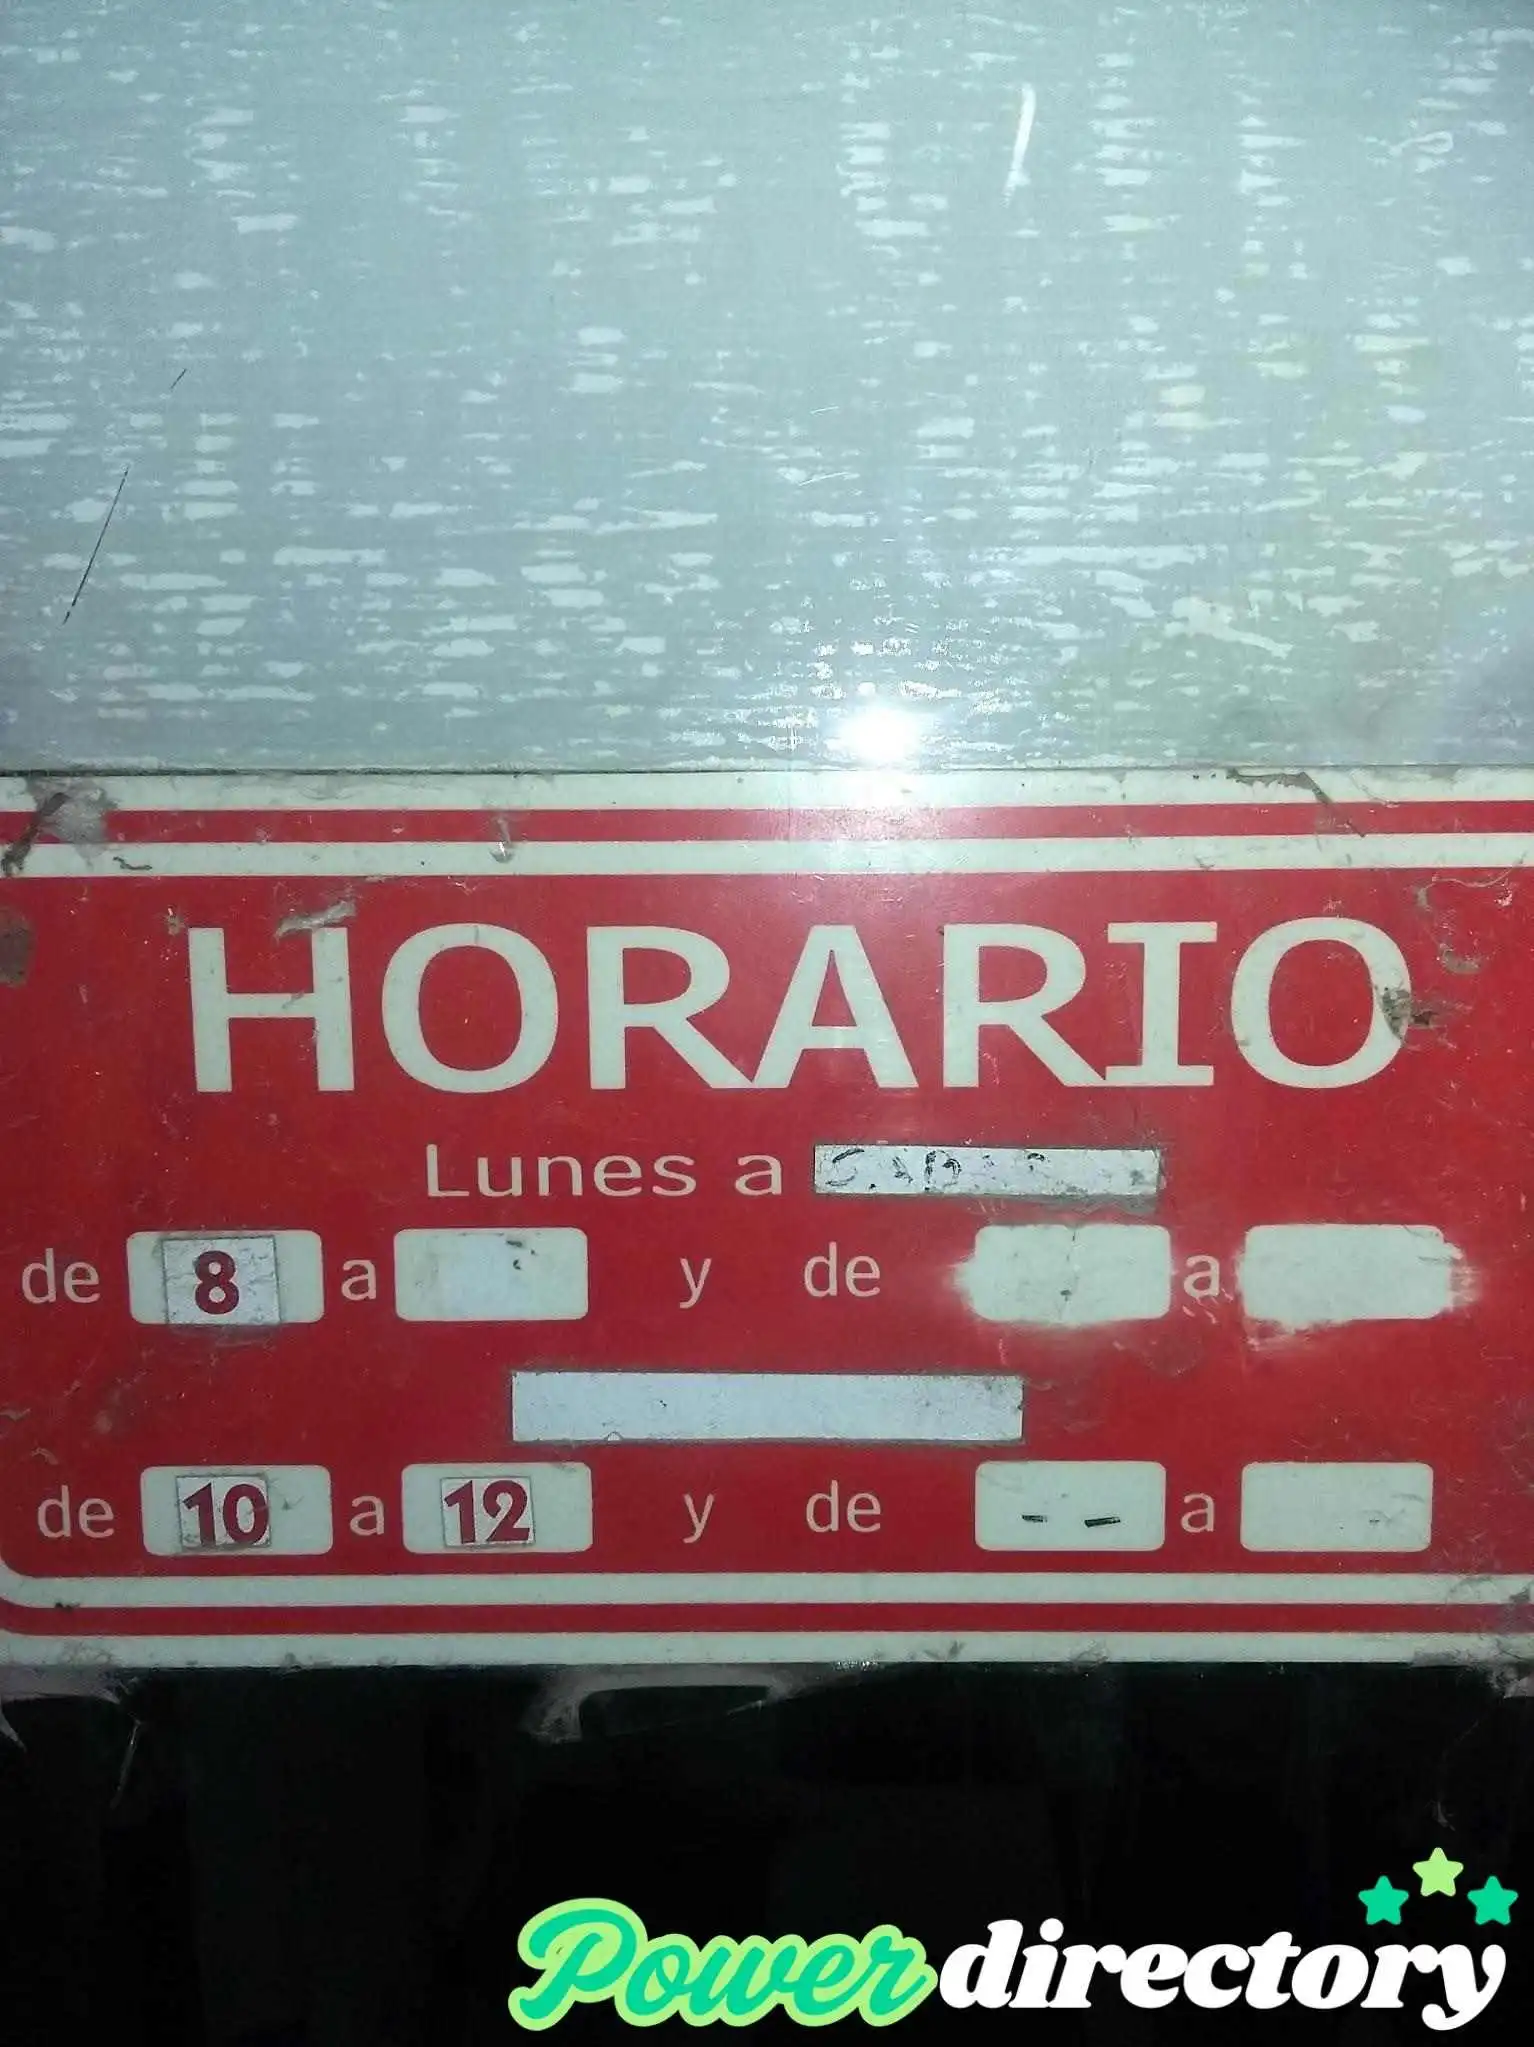 HORARIO
Lunes a
de 8 a y de a
de 10 a 12 y de -- a
Powerdirectory